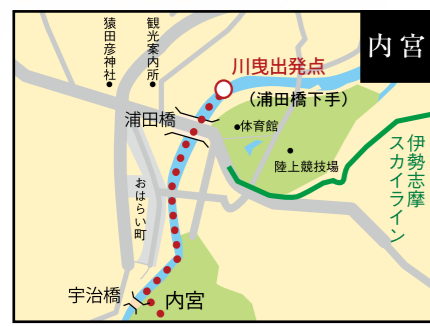 内宮
猿田彦神社
観光案内所
川曳出発点
(浦田橋下手)
浦田橋
体育館
陸上競技場
伊勢志摩
スカイライン
おはらい町
宇治橋
内宮